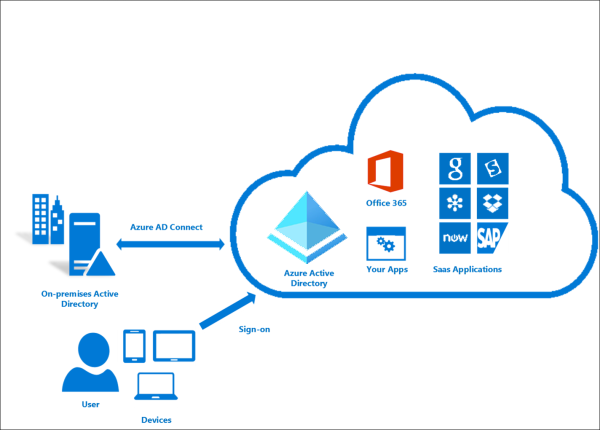 Office 365
g
now
SAP
Azure AD Connect
Azure Active
Directory
Your Apps
Saas Applications
On-premises Active
Directory
Sign-on
User
Devices